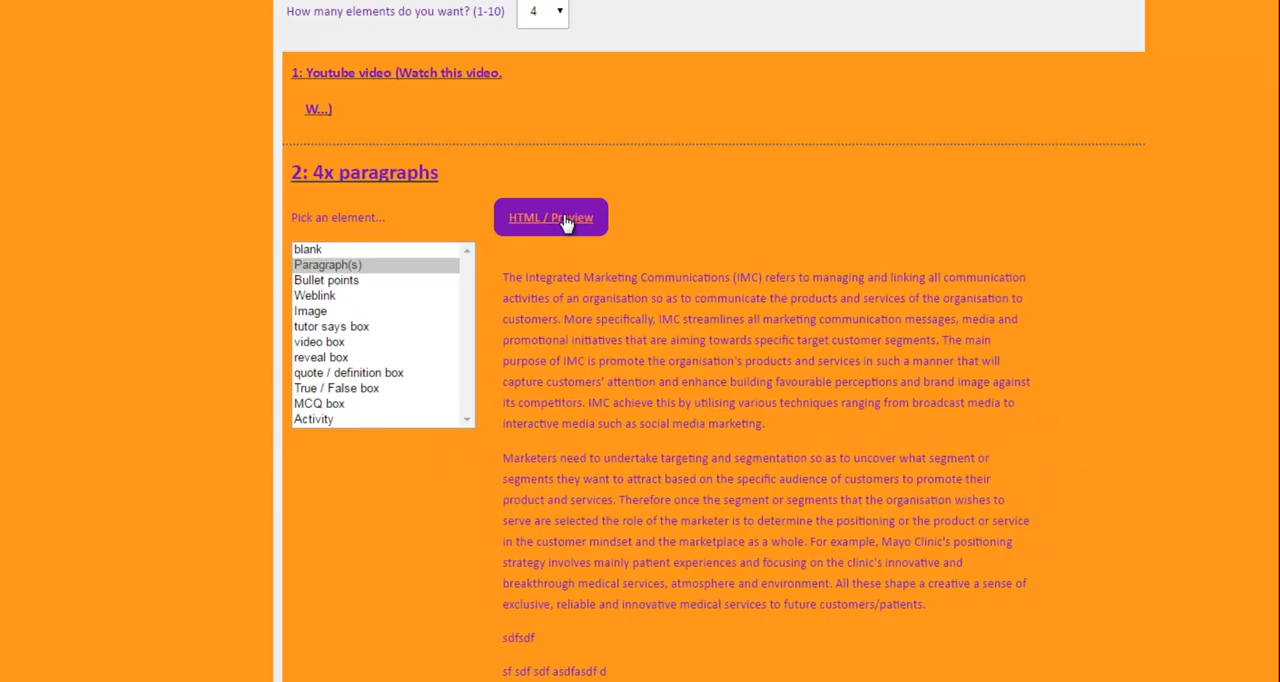 How many elements do you want? (1-10) 4
1: Youtube video (Watch this video.
W...)
2: 4x paragraphs
Pick an element...
HTML / Preview
blank
Paragraph(s)
Bullet points
Weblink
Image
tutor says box
video box
reveal box
quote / definition box
True / False box
MCQ box
Activity
The Integrated Marketing Communications (IMC) refers to managing and linking all communication
activities of an organisation so as to communicate the products and services of the organisation to
customers. More specifically, IMC streamlines all marketing communication messages, media and
promotional initiatives that are aiming towards specific target customer segments. The main
purpose of IMC is promote the organisation's products and services in such a manner that will
capture customers' attention and enhance building favourable perceptions and brand image against
its competitors. IMC achieve this by utilising various techniques ranging from broadcast media to
interactive media such as social media marketing.
Marketers need to undertake targeting and segmentation so as to uncover what segment or
segments they want to attract based on the specific audience of customers to promote their
product and services. Therefore once the segment or segments that the organisation wishes to
serve are selected the role of the marketer is to determine the positioning or the product or service
in the customer mindset and the marketplace as a whole. For example, Mayo Clinic's positioning
strategy involves mainly patient experiences and focusing on the clinic's innovative and
breakthrough medical services, atmosphere and environment. All these shape a creative a sense of
exclusive, reliable and innovative medical services to future customers/patients.
sdfsdf
sf sdf sdf asdfasdf d